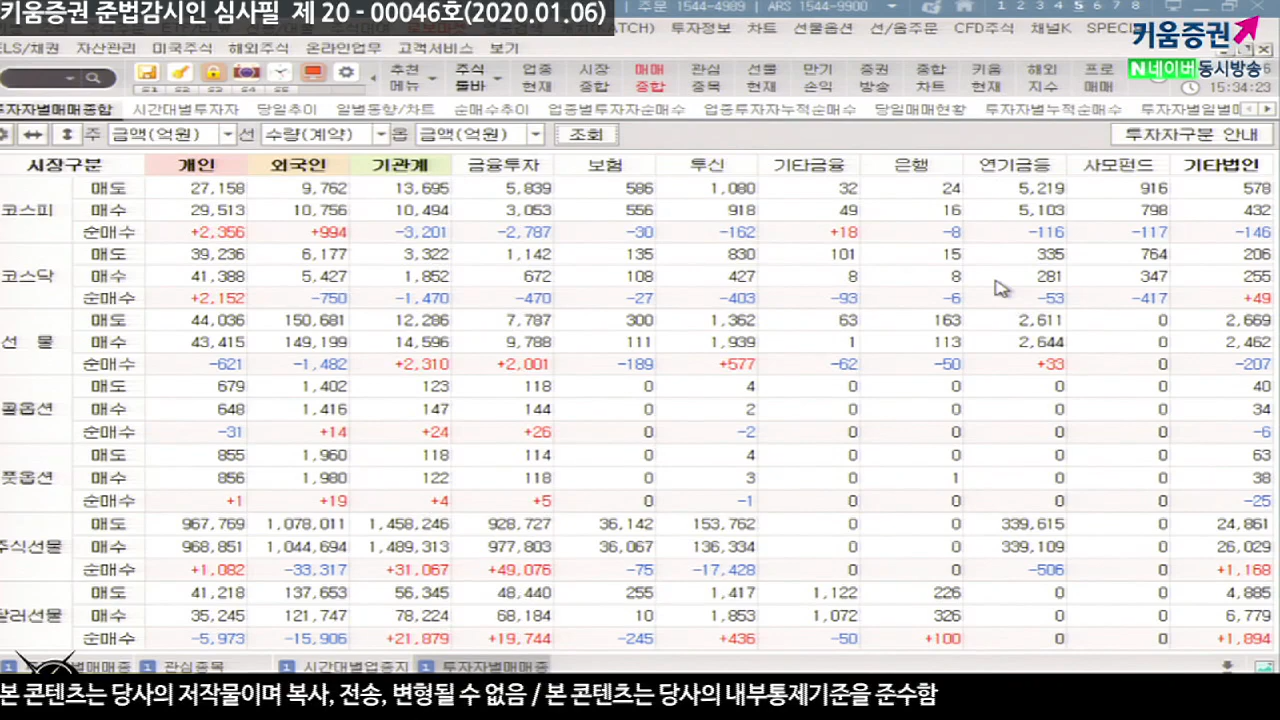 키움증권 준법감시인 심사필 제 20 - 00046호(2020.01.06)
주문 1544-4989 ARS 1544-9900 1 2 3 4 5 6 7 8
투자정보 차트 선물옵션 선/옵주문 CFD주식 채널K SPECI
키움증권
ELS/채권 자산관리 미국주식 해외주식 온라인업무 고객서비스 보기
추천메뉴 주식툴바 업종현재 시장종합 매매종합 관심종목 선물현재 만기손익 증권방송 종합차트 키움현재 해외지수 프로매매
N네이버동시방송
15:34:23
투자자별매매종합 시간대별투자자 당일추이 일별동향/차트 순매수추이 업종별투자자순매수 업종투자자누적순매수 당일매매현황 투자자별누적순매수 투자자별일별매
주 금액(억원) 선 수량(계약) 옵 금액(억원) 조회 투자자구분 안내
시장구분 개인 외국인 기관계 금융투자 보험 투신 기타금융 은행 연기금등 사모펀드 기타법인
매도 27,158 9,762 13,695 5,839 586 1,080 32 24 5,219 916 578
코스피 매수 29,513 10,756 10,494 3,053 556 918 49 16 5,103 798 432
순매수 +2,356 +994 -3,201 -2,787 -30 -162 +18 -8 -116 -117 -146
매도 39,236 6,177 3,322 1,142 135 830 101 15 335 764 206
코스닥 매수 41,388 5,427 1,852 672 108 427 8 8 281 347 255
순매수 +2,152 -750 -1,470 -470 -27 -403 -93 -6 -53 -417 +49
매도 44,036 150,681 12,286 7,787 300 1,362 63 163 2,611 0 2,669
선 물 매수 43,415 149,199 14,596 9,788 111 1,939 1 113 2,644 0 2,462
순매수 -621 -1,482 +2,310 +2,001 -189 +577 -62 -50 +33 0 -207
매도 679 1,402 123 118 0 4 0 0 0 0 40
콜옵션 매수 648 1,416 147 144 0 2 0 0 0 0 34
순매수 -31 +14 +24 +26 0 -2 0 0 0 0 -6
매도 855 1,960 118 114 0 4 0 0 0 0 63
풋옵션 매수 856 1,980 122 118 0 3 0 1 0 0 38
순매수 +1 +19 +4 +5 0 -1 0 0 0 0 -25
매도 967,769 1,078,011 1,458,246 928,727 36,142 153,762 0 0 339,615 0 24,861
주식선물 매수 968,851 1,044,694 1,489,313 977,803 36,067 136,334 0 0 339,109 0 26,029
순매수 +1,082 -33,317 +31,067 +49,076 -75 -17,428 0 0 -506 0 +1,168
매도 41,218 137,653 56,345 48,440 255 1,417 1,122 226 0 0 4,885
달러선물 매수 35,245 121,747 78,224 68,184 10 1,853 1,072 326 0 0 6,779
순매수 -5,973 -15,906 +21,879 +19,744 -245 +436 -50 +100 0 0 +1,894
1 1 관심종목 1 시간대별업종지 1 투자자별매매종
본 콘텐츠는 당사의 저작물이며 복사, 전송, 변형될 수 없음 / 본 콘텐츠는 당사의 내부통제기준을 준수함